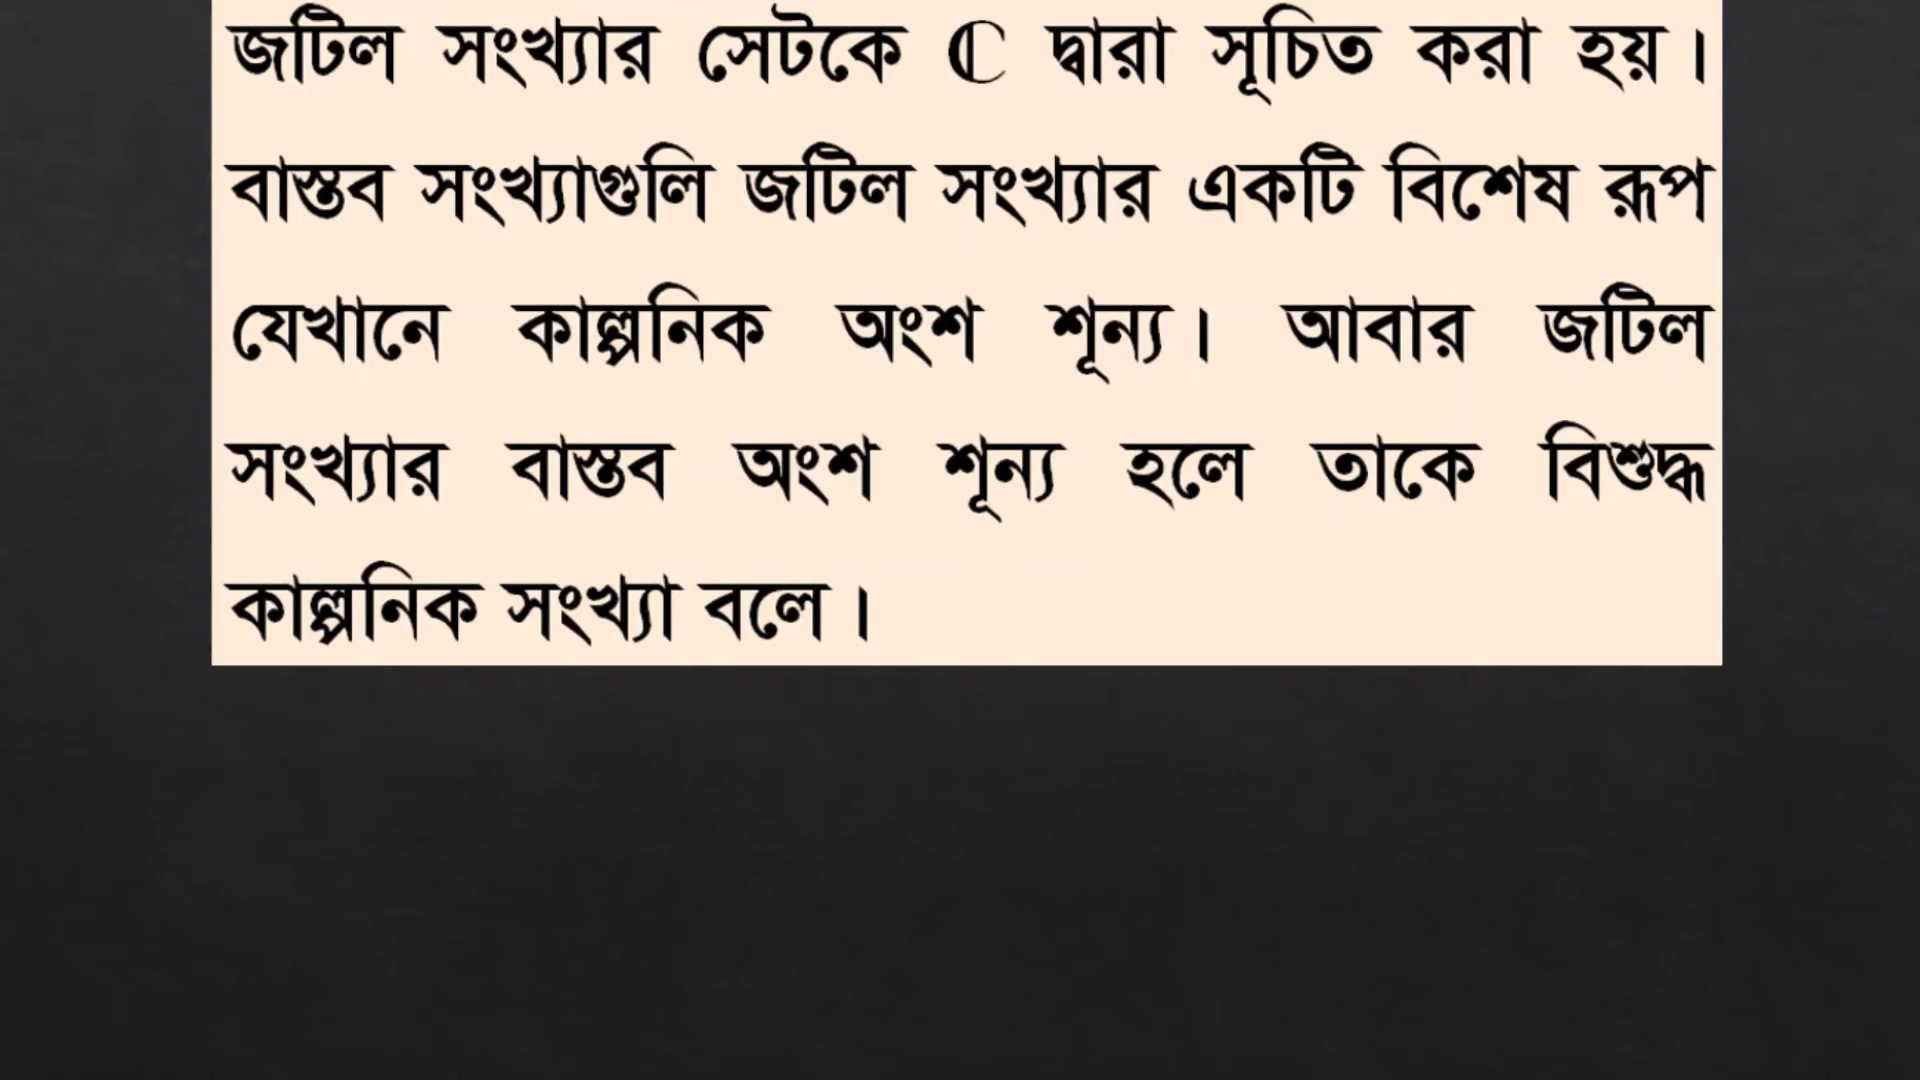 জটিল সংখ্যার সেটকে ℂ দ্বারা সূচিত করা হয়।
বাস্তব সংখ্যাগুলি জটিল সংখ্যার একটি বিশেষ রূপ
যেখানে কাল্পনিক অংশ শূন্য। আবার জটিল
সংখ্যার বাস্তব অংশ শূন্য হলে তাকে বিশুদ্ধ
কাল্পনিক সংখ্যা বলে।